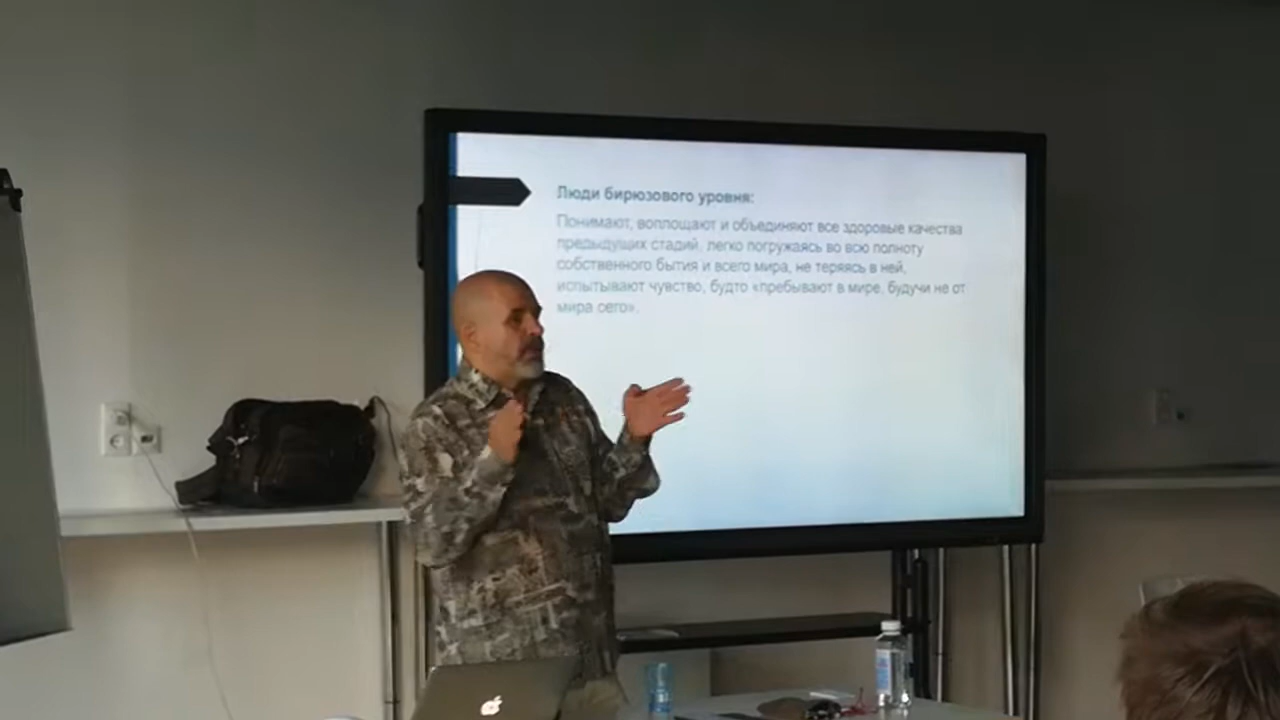 Люди бирюзового уровня:
Понимают, воплощают и объединяют все здоровые качества
предыдущих стадий, легко погружаясь во всю полноту
собственного бытия и всего мира, не теряясь в ней,
испытывают чувство, будто «пребывают в мире, будучи не от
мира сего».